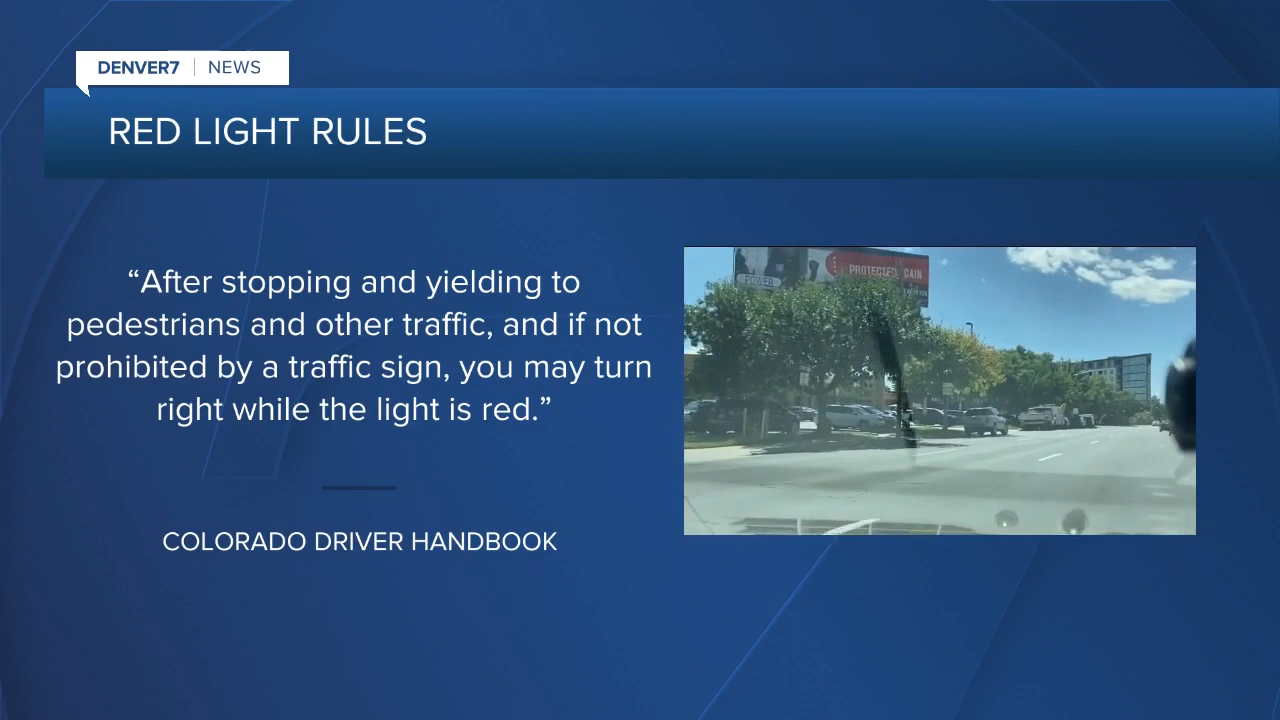 DENVER7 | NEWS
RED LIGHT RULES
“After stopping and yielding to
pedestrians and other traffic, and if not
prohibited by a traffic sign, you may turn
right while the light is red.”
COLORADO DRIVER HANDBOOK
PROTECTED GAIN
POWER